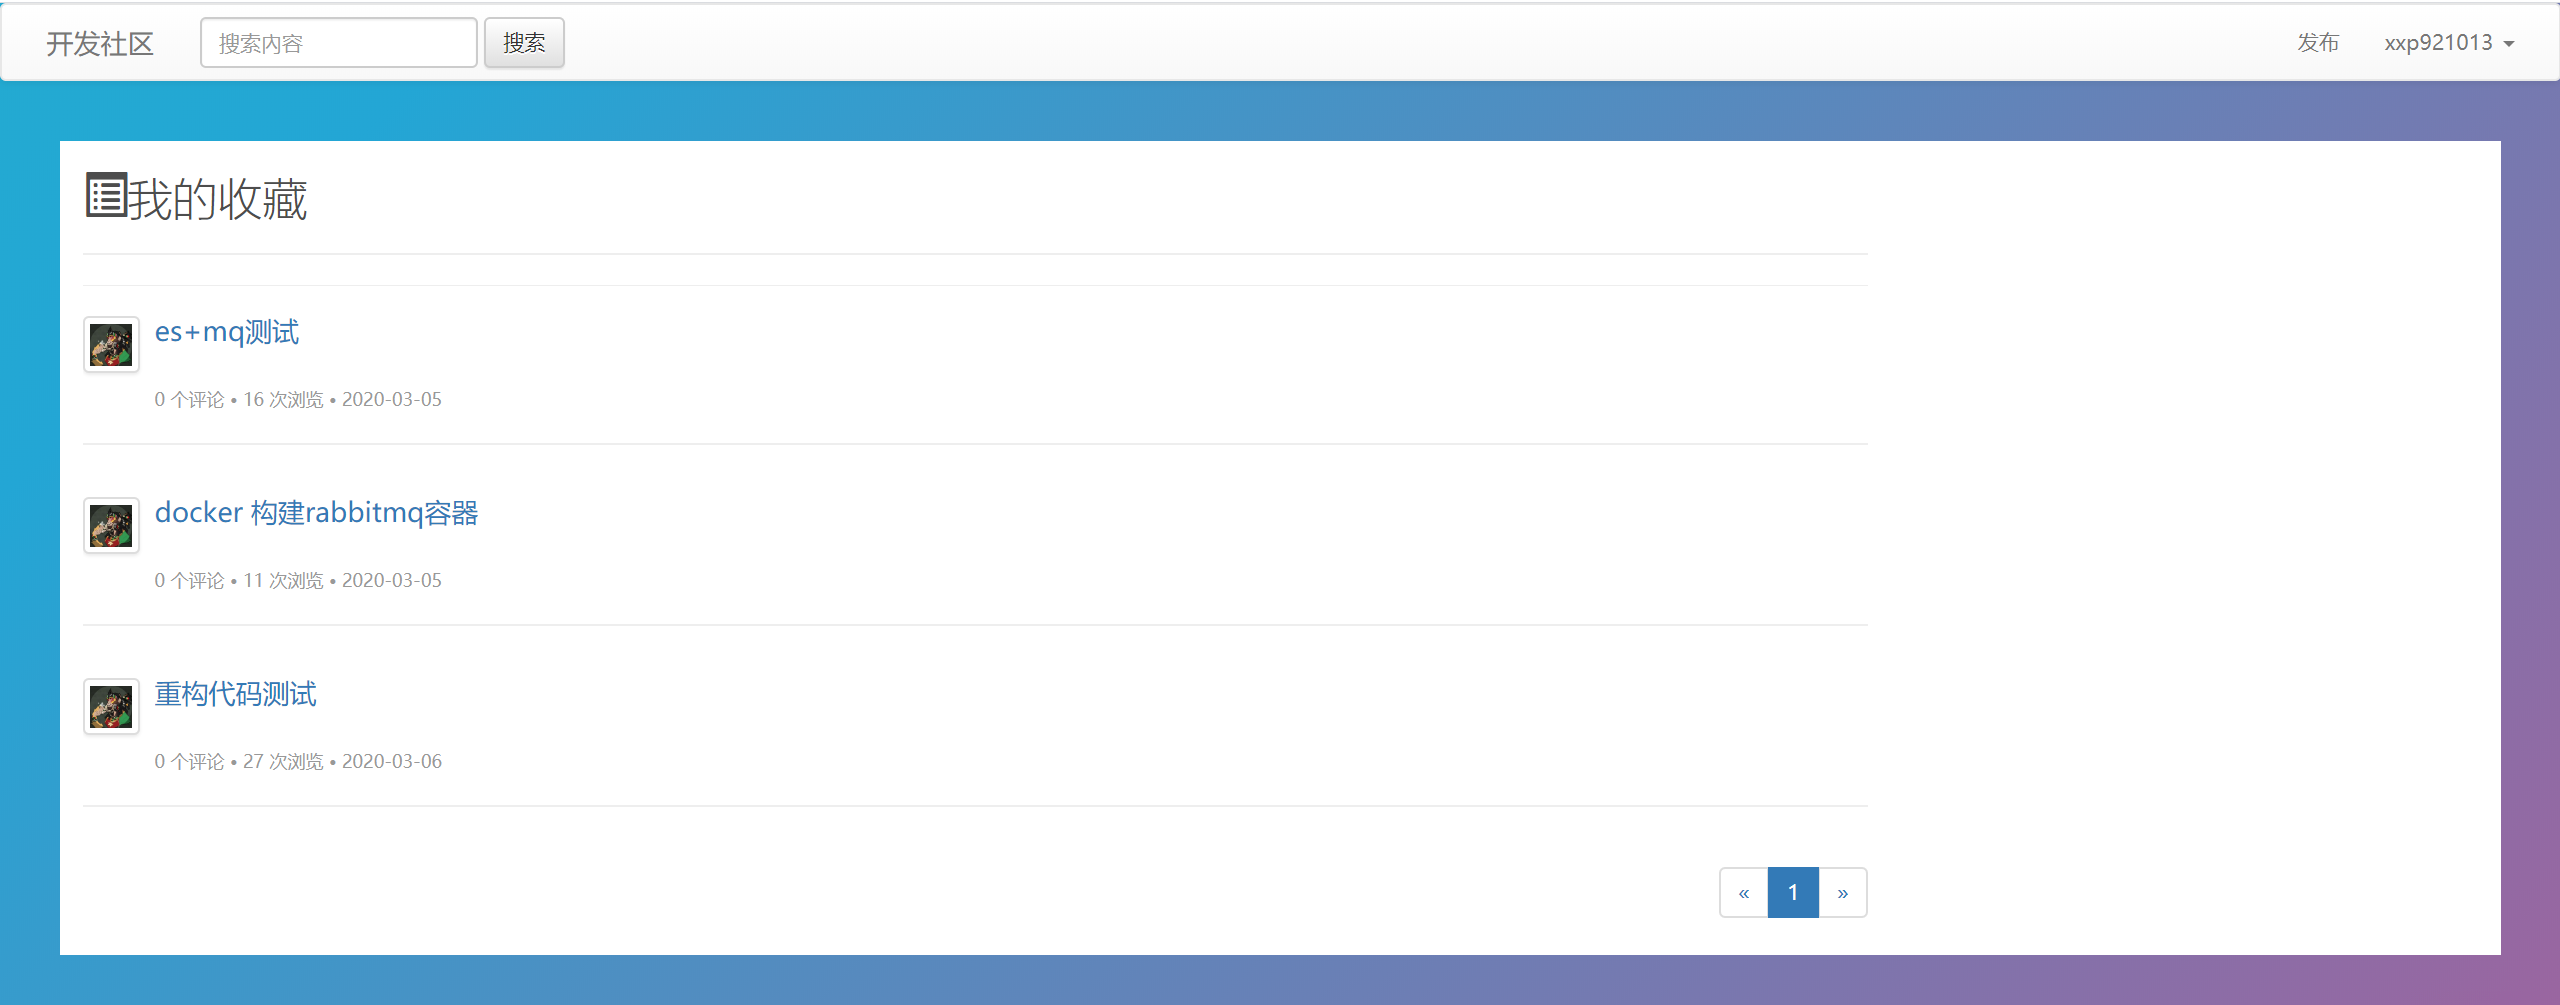 开发社区 搜索内容 搜索 发布 xxp921013
我的收藏
es+mq测试
0 个评论 • 16 次浏览 • 2020-03-05
docker 构建rabbitmq容器
0 个评论 • 11 次浏览 • 2020-03-05
重构代码测试
0 个评论 • 27 次浏览 • 2020-03-06
« 1 »